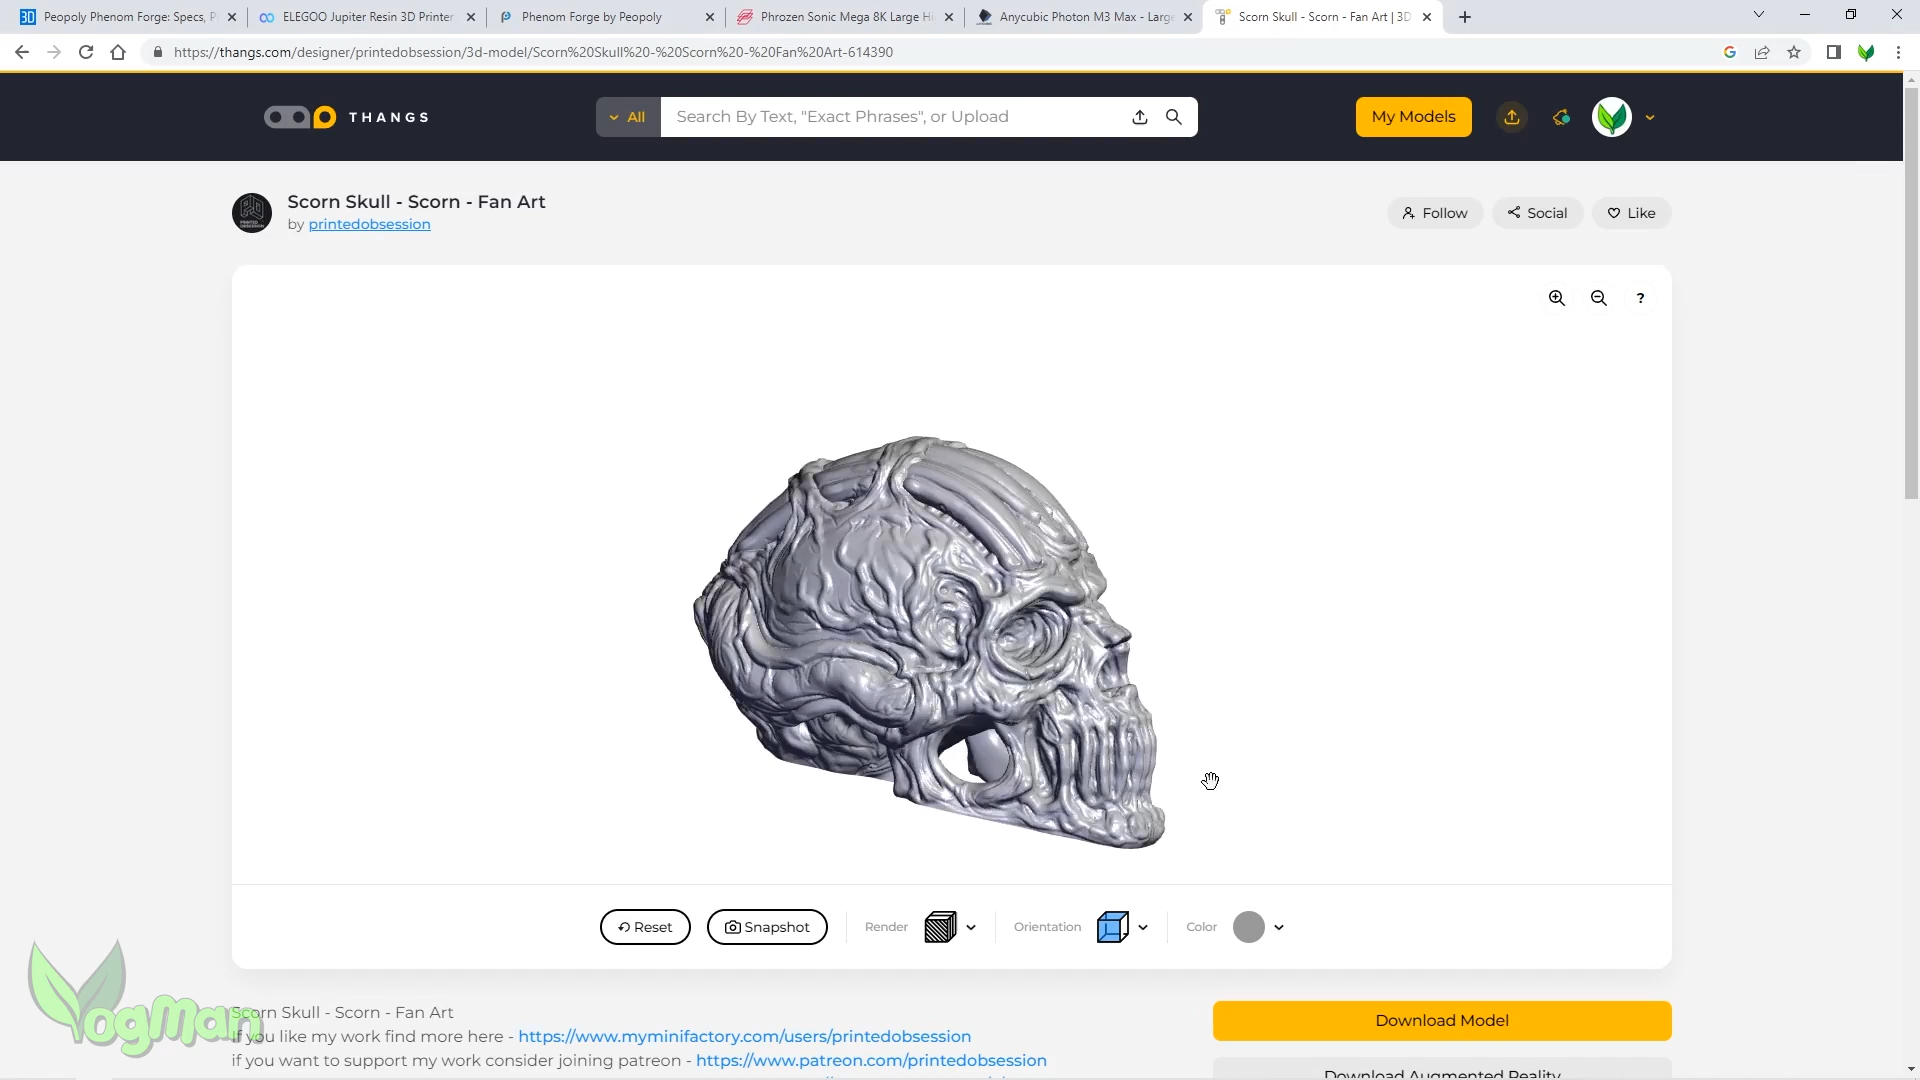 Peopoly Phenom Forge: Specs, P
ELEGOO Jupiter Resin 3D Printer
Phenom Forge by Peopoly
Phrozen Sonic Mega 8K Large Hi
Anycubic Photon M3 Max - Large
Scorn Skull - Scorn - Fan Art | 3D
https://thangs.com/designer/printedobsession/3d-model/Scorn%20Skull%20-%20Scorn%20-%20Fan%20Art-614390
THANGS
All
Search By Text, "Exact Phrases", or Upload
My Models
Scorn Skull - Scorn - Fan Art
by printedobsession
Follow
Social
Like
?
Reset
Snapshot
Render
Orientation
Color
Scorn Skull - Scorn - Fan Art
If you like my work find more here - https://www.myminifactory.com/users/printedobsession
if you want to support my work consider joining patreon - https://www.patreon.com/printedobsession
Download Model
Download Augmented Reality
YogMan